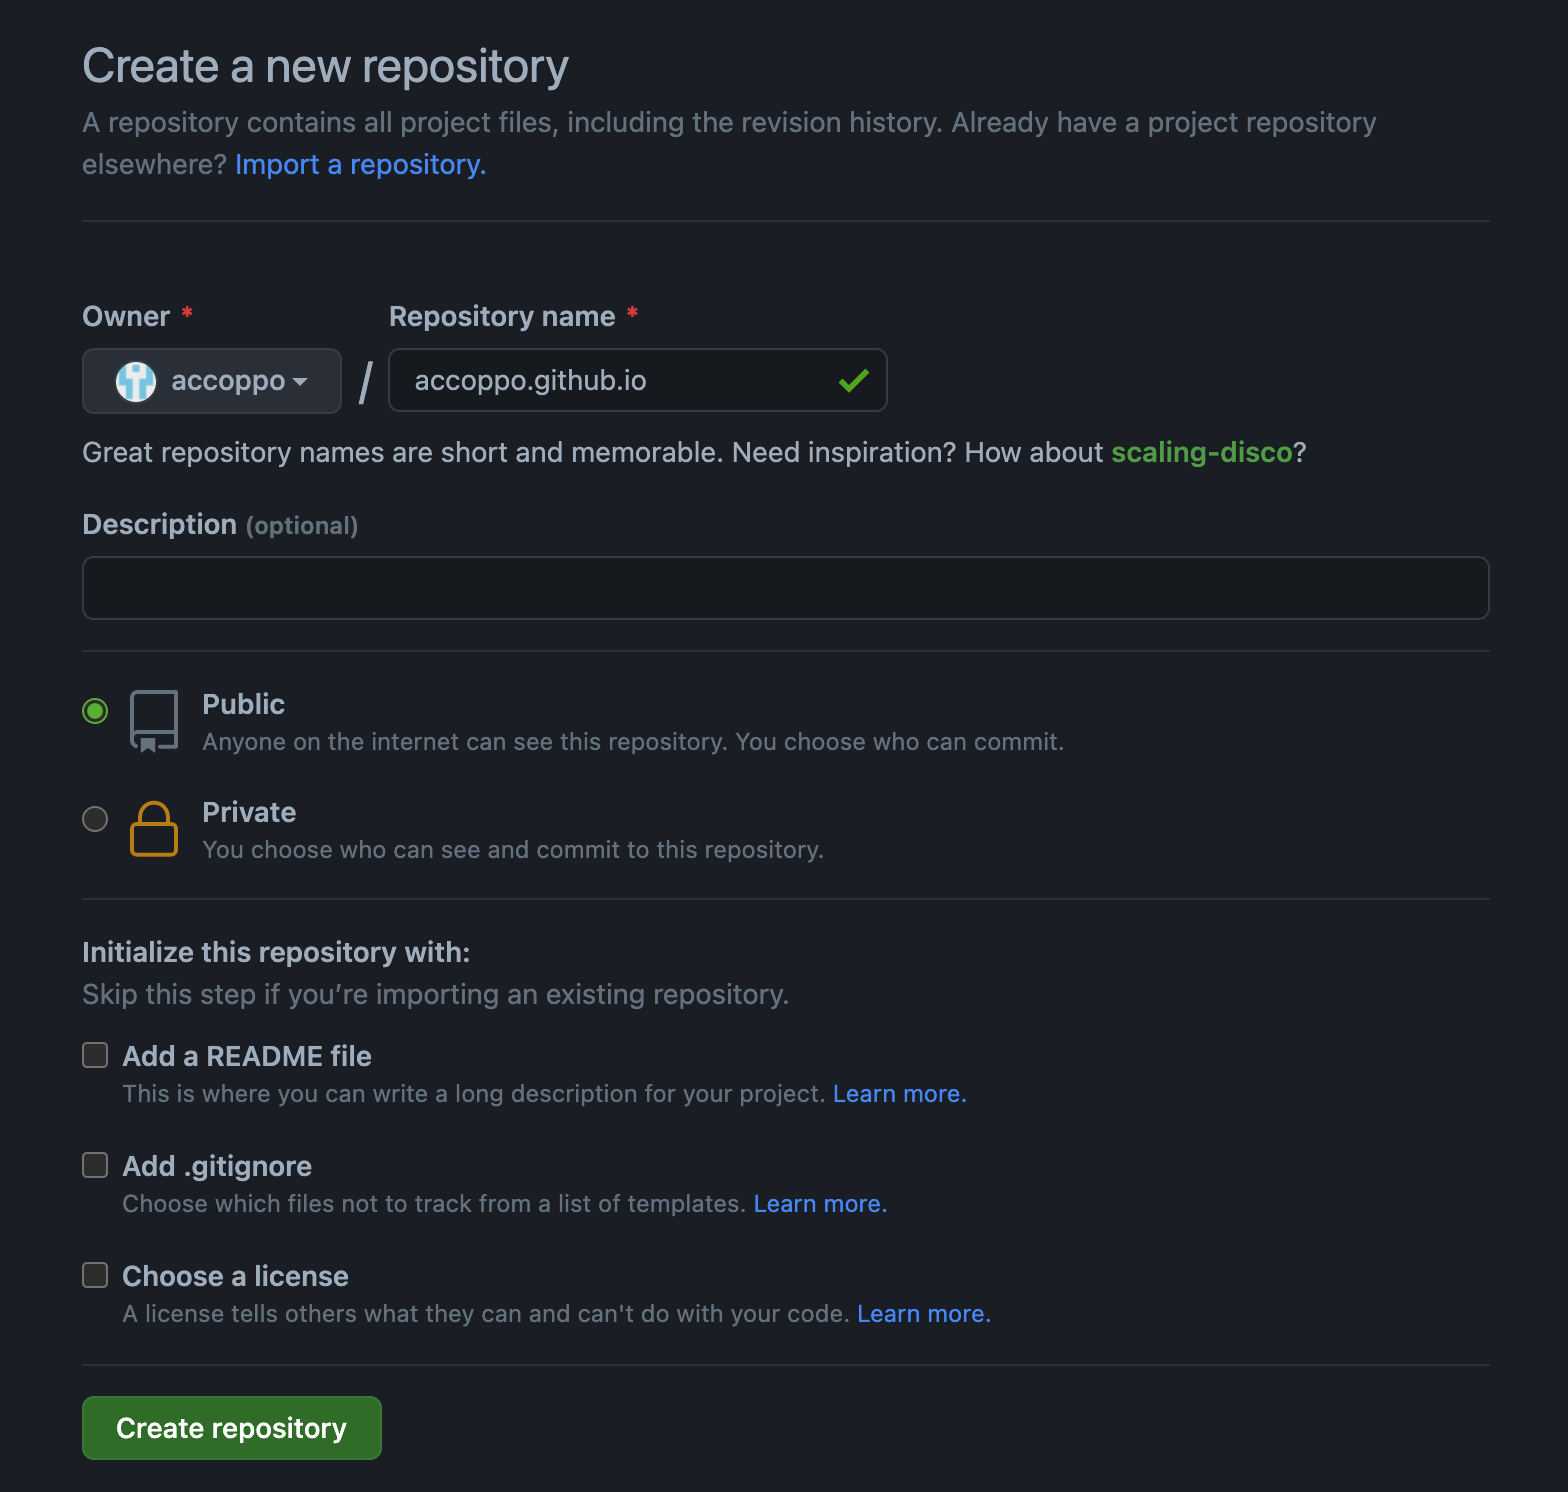 Create a new repository
A repository contains all project files, including the revision history. Already have a project repository
elsewhere? Import a repository.
Owner *
Repository name *
accoppo
/
accoppo.github.io
Great repository names are short and memorable. Need inspiration? How about scaling-disco?
Description (optional)
Public
Anyone on the internet can see this repository. You choose who can commit.
Private
You choose who can see and commit to this repository.
Initialize this repository with:
Skip this step if you’re importing an existing repository.
Add a README file
This is where you can write a long description for your project. Learn more.
Add .gitignore
Choose which files not to track from a list of templates. Learn more.
Choose a license
A license tells others what they can and can't do with your code. Learn more.
Create repository